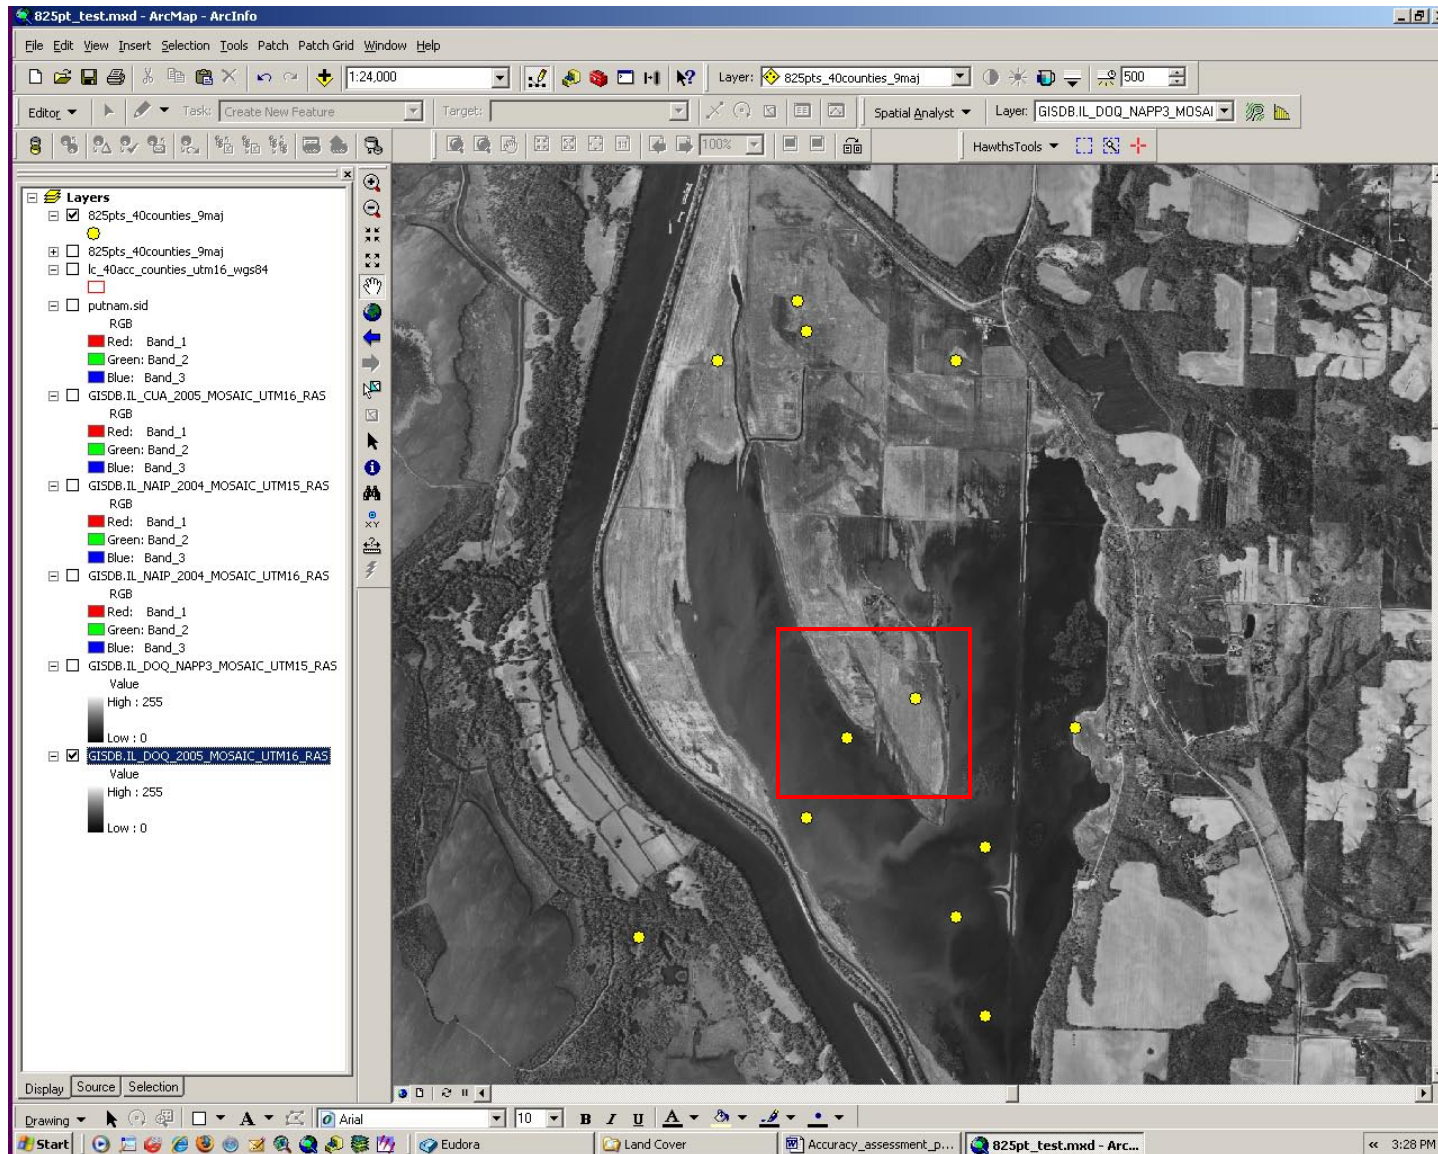 825pt_test.mxd - ArcMap - ArcInfo
File Edit View Insert Selection Tools Patch Patch Grid Window Help
1:24,000 Layer: 825pts_40counties_9maj 500
Editor Task: Create New Feature Target: Spatial Analyst Layer: GISDB.IL_DOQ_NAPP3_MOSAI
100% HawthsTools
Layers
825pts_40counties_9maj
825pts_40counties_9maj
lc_40acc_counties_utm16_wgs84
putnam.sid
RGB
Red: Band_1
Green: Band_2
Blue: Band_3
GISDB.IL_CUA_2005_MOSAIC_UTM16_RAS
RGB
Red: Band_1
Green: Band_2
Blue: Band_3
GISDB.IL_NAIP_2004_MOSAIC_UTM15_RAS
RGB
Red: Band_1
Green: Band_2
Blue: Band_3
GISDB.IL_NAIP_2004_MOSAIC_UTM16_RAS
RGB
Red: Band_1
Green: Band_2
Blue: Band_3
GISDB.IL_DOQ_NAPP3_MOSAIC_UTM15_RAS
Value
High : 255
Low : 0
GISDB.IL_DOQ_2005_MOSAIC_UTM16_RAS
Value
High : 255
Low : 0
XY
Display Source Selection
Drawing A Arial 10 B I U A
Start Eudora Land Cover Accuracy_assessment_p... 825pt_test.mxd - Arc... « 3:28 PM